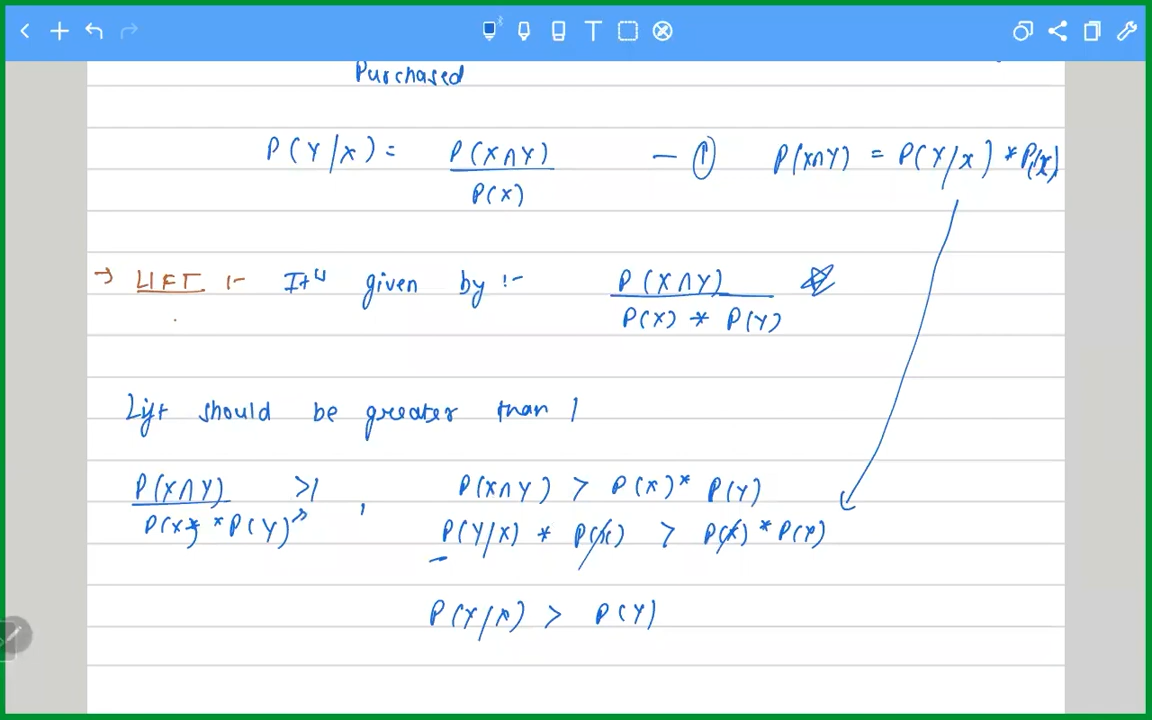 Purchased
P(Y/X) = P(X∩Y) / P(X) — ① P(X∩Y) = P(Y/X) * P(X)
→ LIFT :- It's given by :- P(X∩Y) / P(X) * P(Y)
Lift should be greater than 1
P(X∩Y) / P(X) * P(Y) >1 , P(X∩Y) > P(X) * P(Y)
P(Y/X) * P(X) > P(X) * P(Y)
P(Y/X) > P(Y)